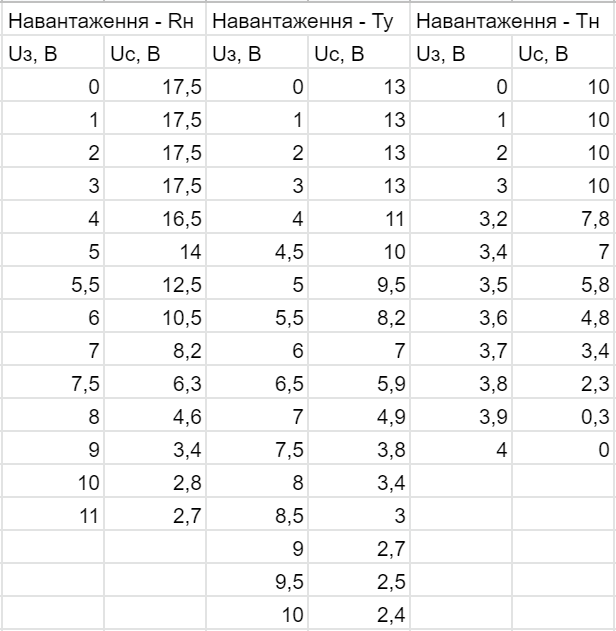 Навантаження - Rн Навантаження - Ту Навантаження - Тн
Uз, В Uс, В Uз, В Uс, В Uз, В Uс, В
0 17,5 0 13 0 10
1 17,5 1 13 1 10
2 17,5 2 13 2 10
3 17,5 3 13 3 10
4 16,5 4 11 3,2 7,8
5 14 4,5 10 3,4 7
5,5 12,5 5 9,5 3,5 5,8
6 10,5 5,5 8,2 3,6 4,8
7 8,2 6 7 3,7 3,4
7,5 6,3 6,5 5,9 3,8 2,3
8 4,6 7 4,9 3,9 0,3
9 3,4 7,5 3,8 4 0
10 2,8 8 3,4
11 2,7 8,5 3
9 2,7
9,5 2,5
10 2,4